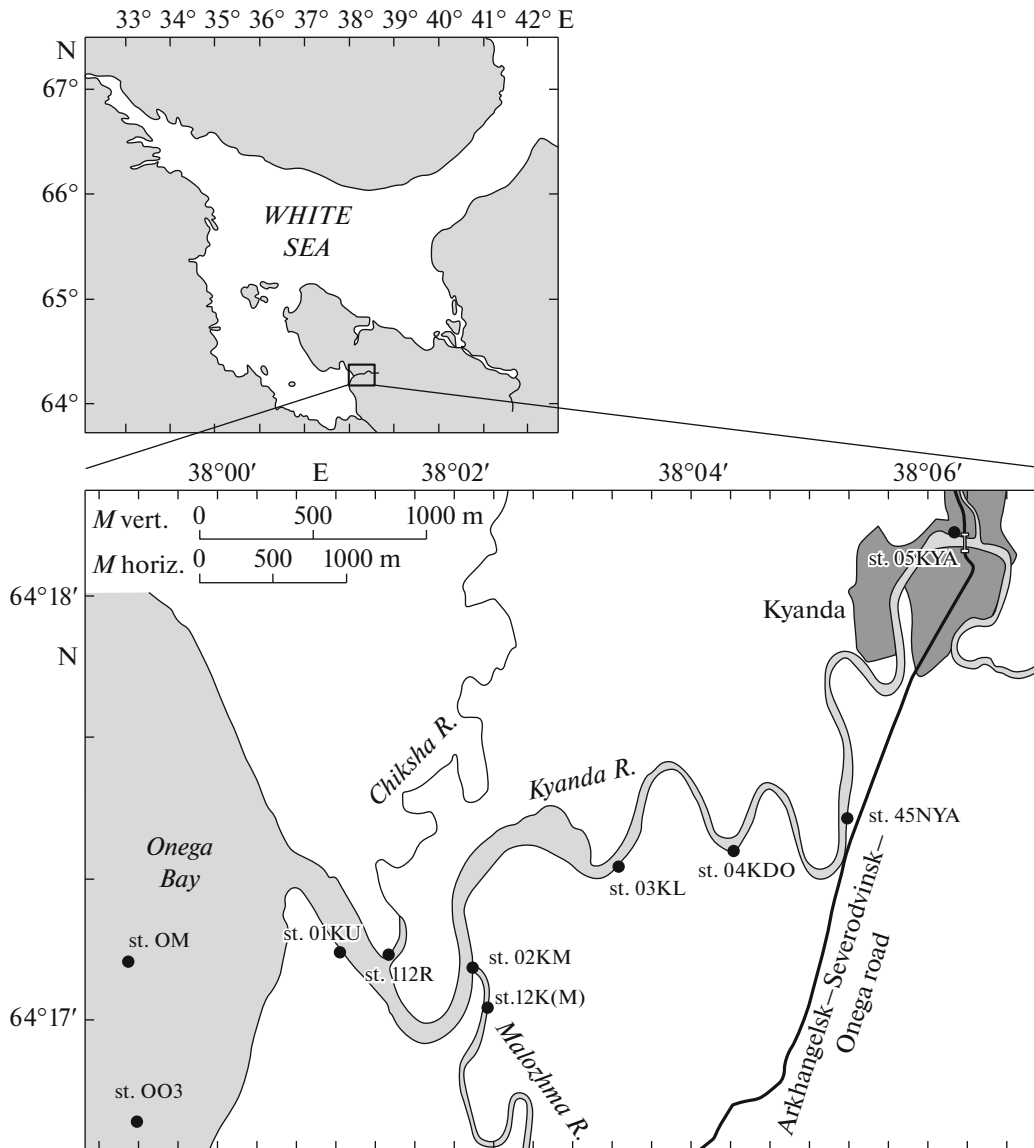 33° 34° 35° 36° 37° 38° 39° 40° 41° 42° E
N
67°
66°
65°
64°
WHITE
SEA
38°00′ E 38°02′ 38°04′ 38°06′
M vert. 0 500 1000 m
M horiz. 0 500 1000 m
64°18′
N
64°17′
st. 05KYA
Kyanda
Chiksha R.
Kyanda R.
st. 45NYA
st. 04KDO
st. 03KL
Onega
Bay
st. OM
st. 01KU
st. 112R
st. 02KM
st.12K(M)
Malozhma R.
st. OO3
Arkhangelsk–Severodvinsk–
Onega road